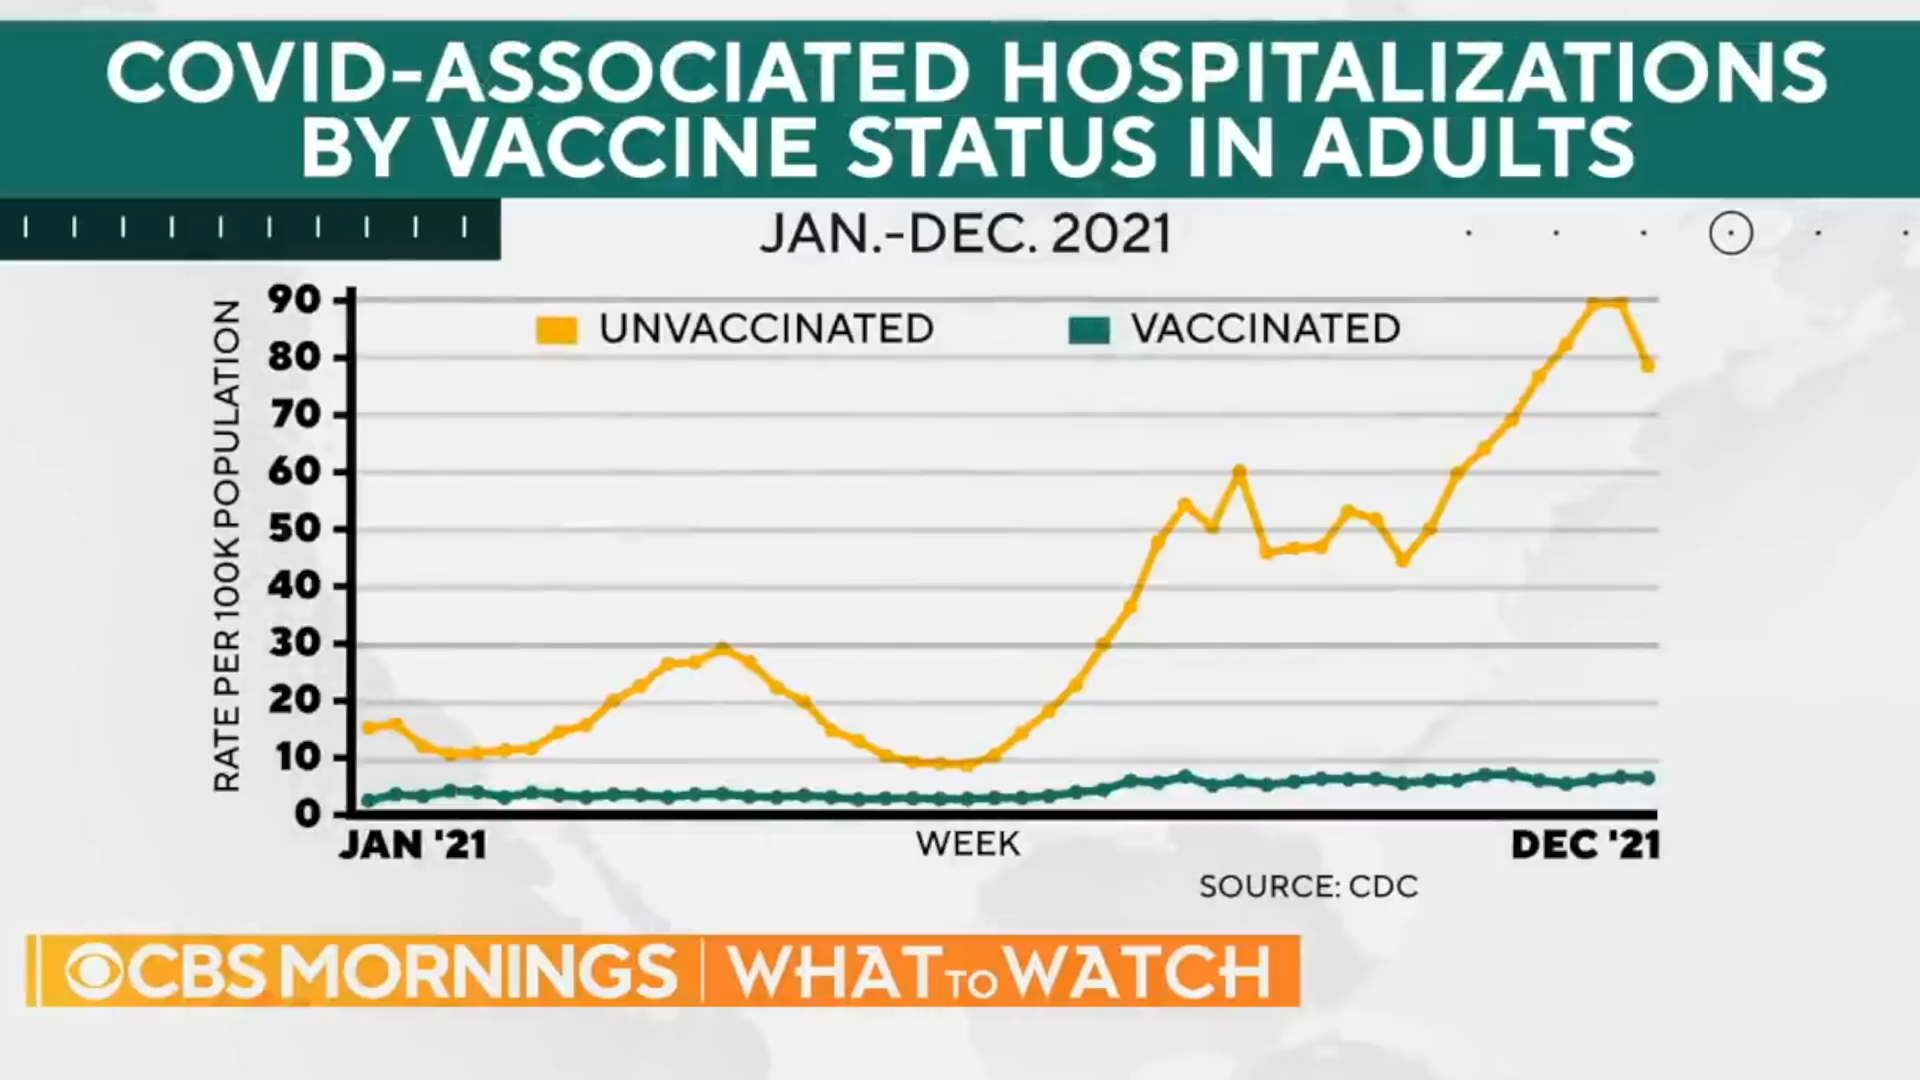 COVID-ASSOCIATED HOSPITALIZATIONS
BY VACCINE STATUS IN ADULTS
JAN.-DEC. 2021
RATE PER 100K POPULATION
90
80
70
60
50
40
30
20
10
0
UNVACCINATED
VACCINATED
JAN '21
WEEK
DEC '21
SOURCE: CDC
CBS MORNINGS | WHAT TO WATCH